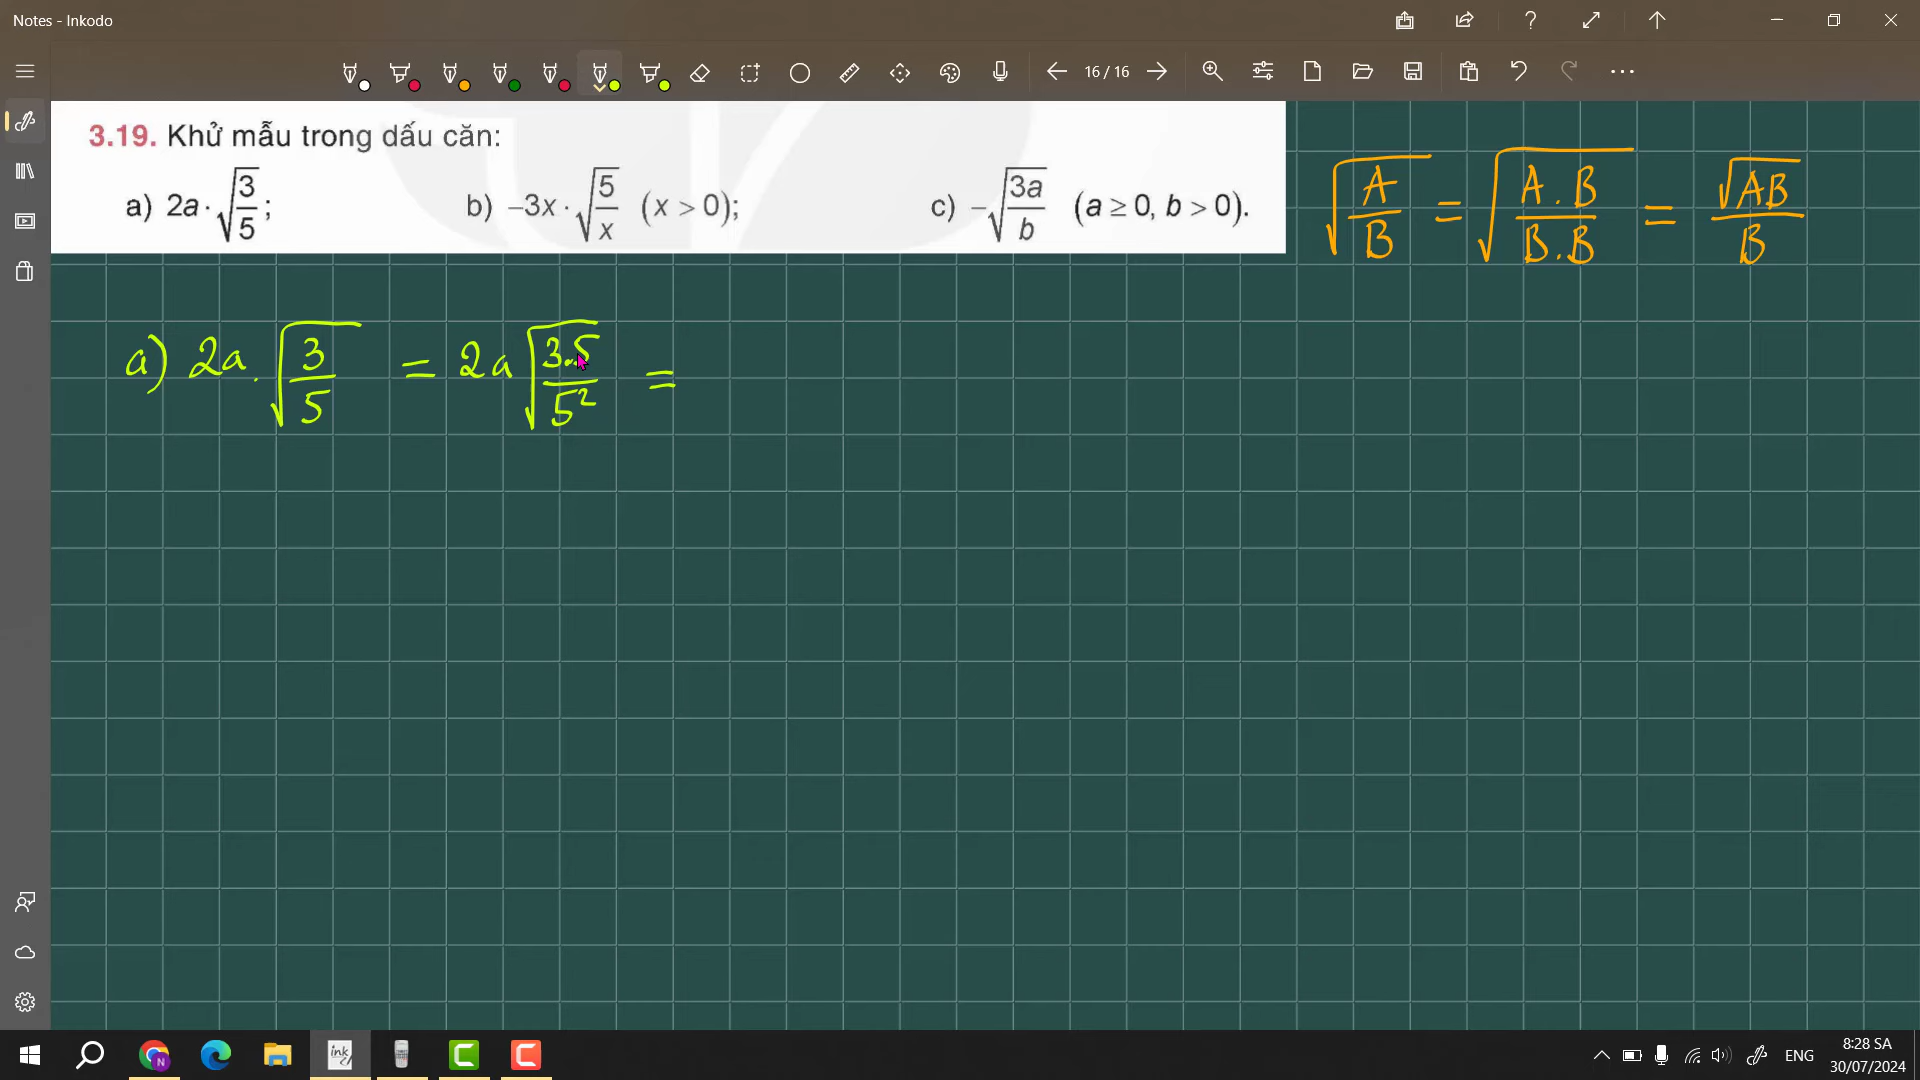 Notes - Inkodo
16 / 16
3.19. Khử mẫu trong dấu căn:
a) 2a · √(3/5);
b) −3x · √(5/x) (x > 0);
c) −√(3a/b) (a ≥ 0, b > 0).
√(A/B) = √(A.B/B.B) = √AB/B
a) 2a. √(3/5) = 2a √(3.5/5²) =
ENG
8:28 SA
30/07/2024